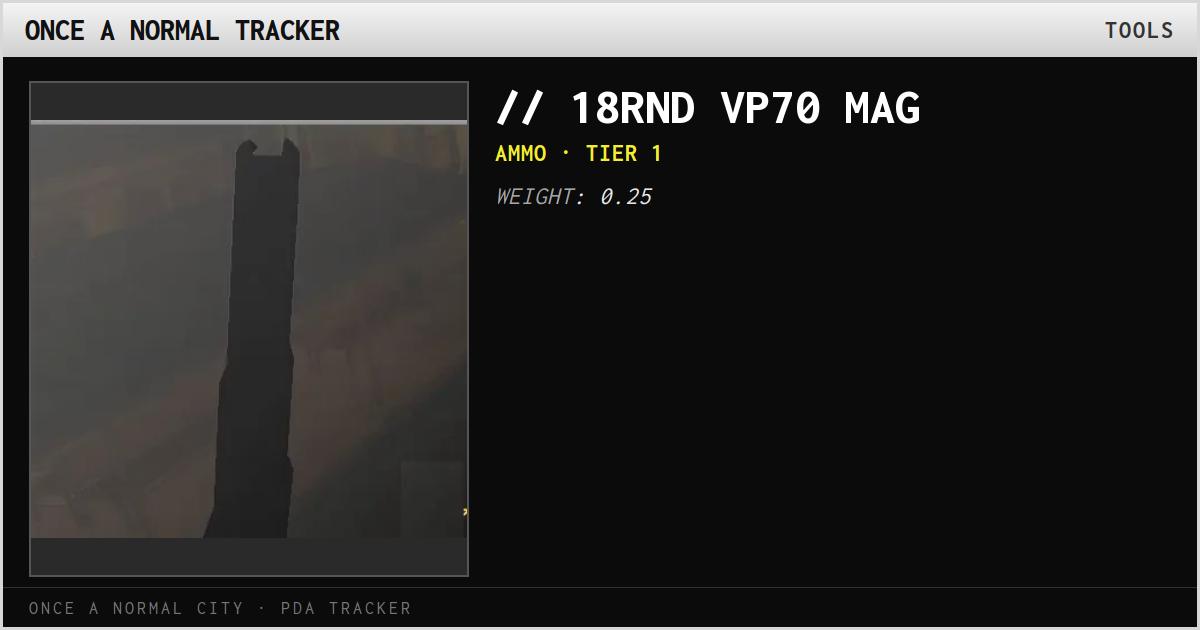 ONCE A NORMAL TRACKER
TOOLS
// 18RND VP70 MAG
AMMO · TIER 1
WEIGHT: 0.25
ONCE A NORMAL CITY · PDA TRACKER